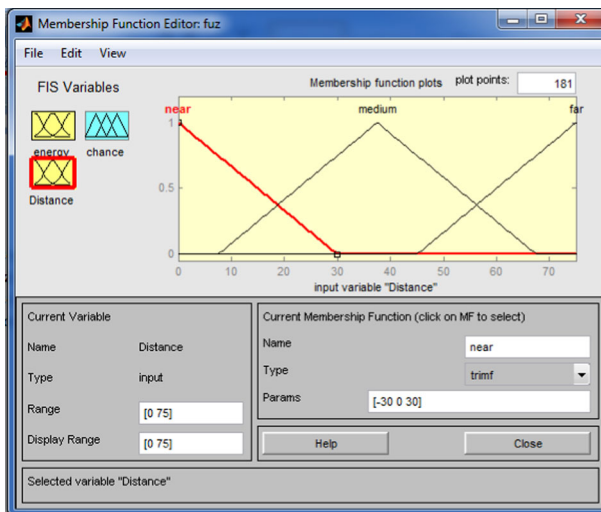 Membership Function Editor: fuz
File Edit View
FIS Variables
Membership function plots plot points: 181
energy chance
Distance
near medium far
1
0.5
0
0 10 20 30 40 50 60 70
input variable "Distance"
Current Variable
Name Distance
Type input
Range [0 75]
Display Range [0 75]
Current Membership Function (click on MF to select)
Name near
Type trimf
Params [-30 0 30]
Help Close
Selected variable "Distance"